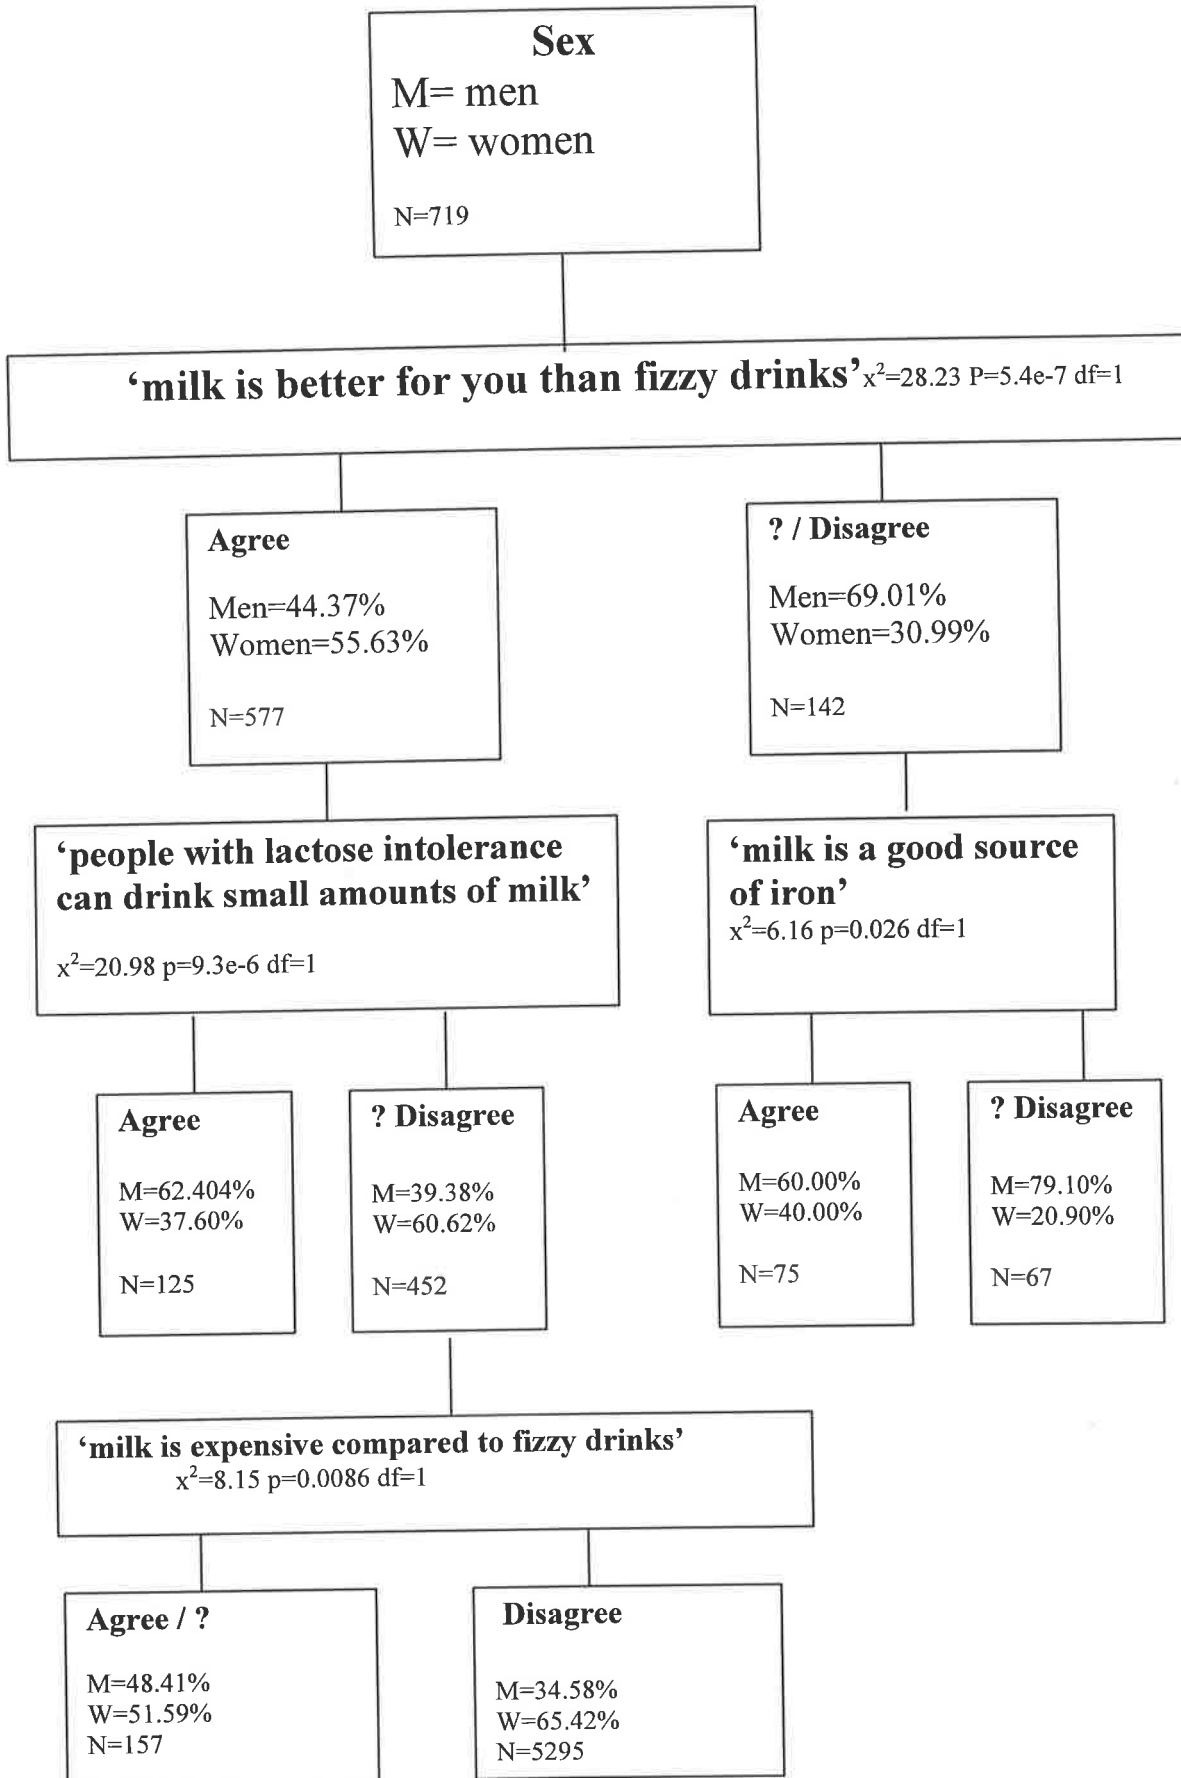 Sex
M= men
W= women
N=719
‘milk is better for you than fizzy drinks’x²=28.23 P=5.4e-7 df=1
Agree
Men=44.37%
Women=55.63%
N=577
? / Disagree
Men=69.01%
Women=30.99%
N=142
‘people with lactose intolerance
can drink small amounts of milk’
x²=20.98 p=9.3e-6 df=1
‘milk is a good source
of iron’
x²=6.16 p=0.026 df=1
Agree
M=62.404%
W=37.60%
N=125
? Disagree
M=39.38%
W=60.62%
N=452
Agree
M=60.00%
W=40.00%
N=75
? Disagree
M=79.10%
W=20.90%
N=67
‘milk is expensive compared to fizzy drinks’
x²=8.15 p=0.0086 df=1
Agree / ?
M=48.41%
W=51.59%
N=157
Disagree
M=34.58%
W=65.42%
N=5295